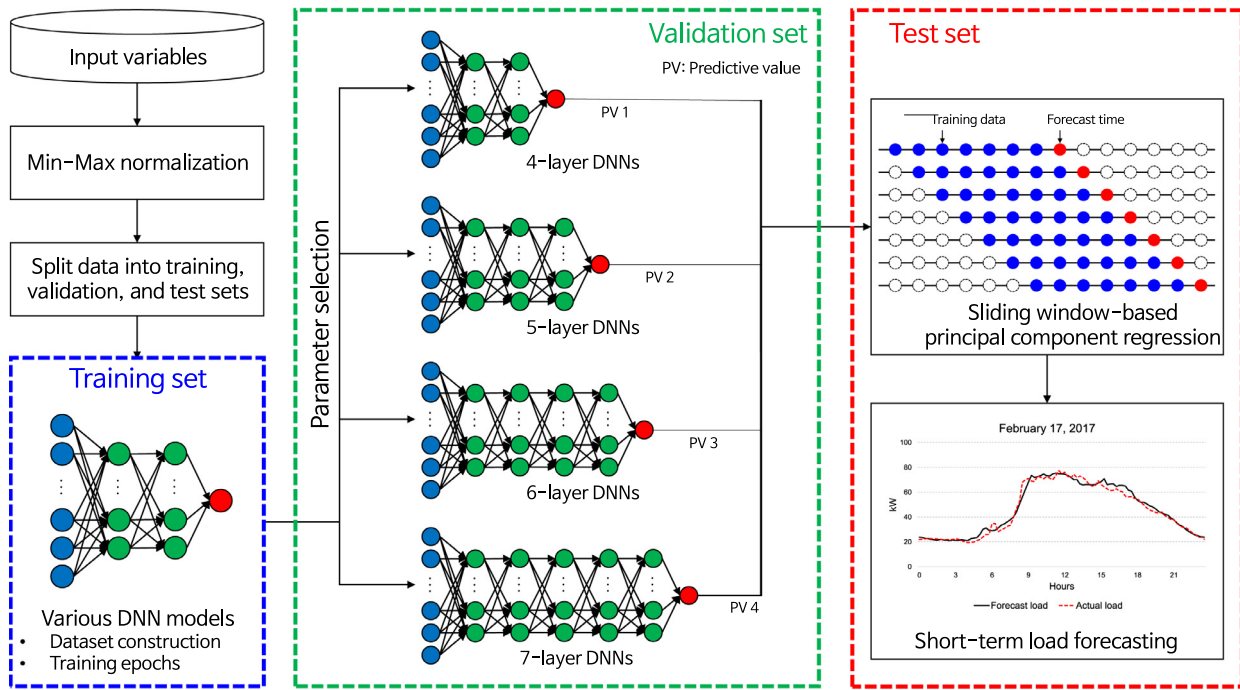 Input variables
Min-Max normalization
Split data into training,
validation, and test sets
Training set
Various DNN models
• Dataset construction
• Training epochs
Parameter selection
Validation set
PV: Predictive value
PV 1
4-layer DNNs
PV 2
5-layer DNNs
PV 3
6-layer DNNs
PV 4
7-layer DNNs
Test set
Training data
Forecast time
Sliding window-based
principal component regression
February 17, 2017
100
80
60
40
20
0
kW
0 3 6 9 12 15 18 21
Hours
Forecast load
Actual load
Short-term load forecasting